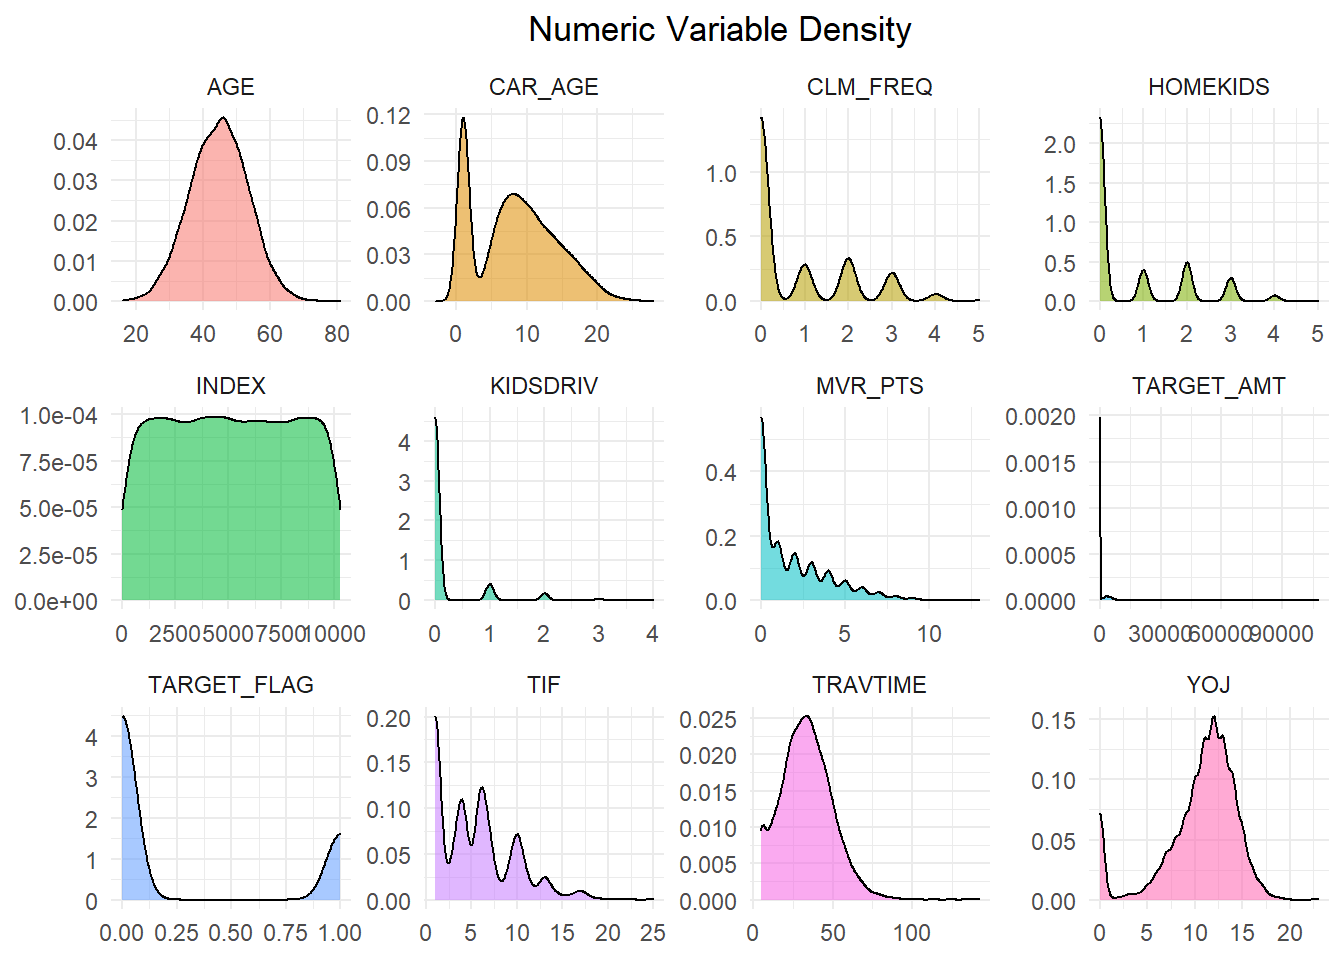 Numeric Variable Density
AGE CAR_AGE CLM_FREQ HOMEKIDS
0.04
0.03
0.02
0.01
0.00
20 40 60 80
0.12
0.09
0.06
0.03
0.00
0 10 20
1.0
0.5
0.0
0 1 2 3 4 5
2.0
1.5
1.0
0.5
0.0
0 1 2 3 4 5
INDEX KIDSDRIV MVR_PTS TARGET_AMT
1.0e-04
7.5e-05
5.0e-05
2.5e-05
0.0e+00
0 2500 5000 7500 10000
4
3
2
1
0
0 1 2 3 4
0.4
0.2
0.0
0 5 10
0.0020
0.0015
0.0010
0.0005
0.0000
0 30000 60000 90000
TARGET_FLAG TIF TRAVTIME YOJ
4
3
2
1
0
0.00 0.25 0.50 0.75 1.00
0.20
0.15
0.10
0.05
0.00
0 5 10 15 20 25
0.025
0.020
0.015
0.010
0.005
0.000
0 50 100
0.15
0.10
0.05
0.00
0 5 10 15 20